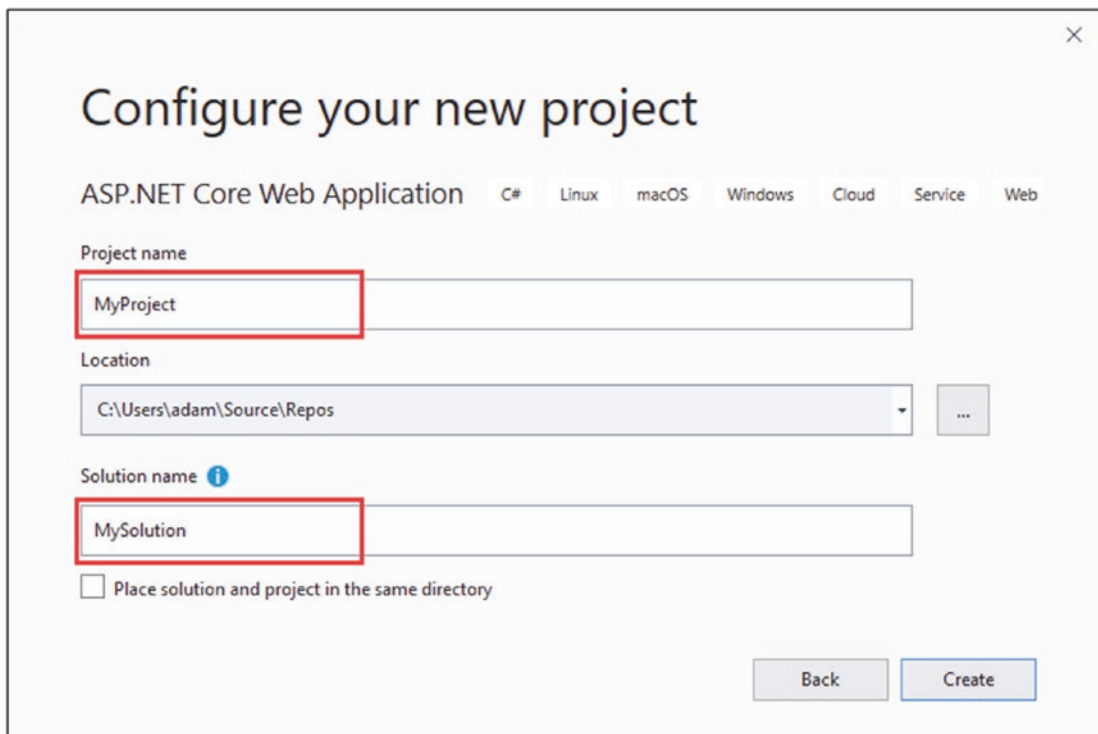 Configure your new project
ASP.NET Core Web Application C# Linux macOS Windows Cloud Service Web
Project name
MyProject
Location
C:\Users\adam\Source\Repos
...
Solution name i
MySolution
Place solution and project in the same directory
Back Create